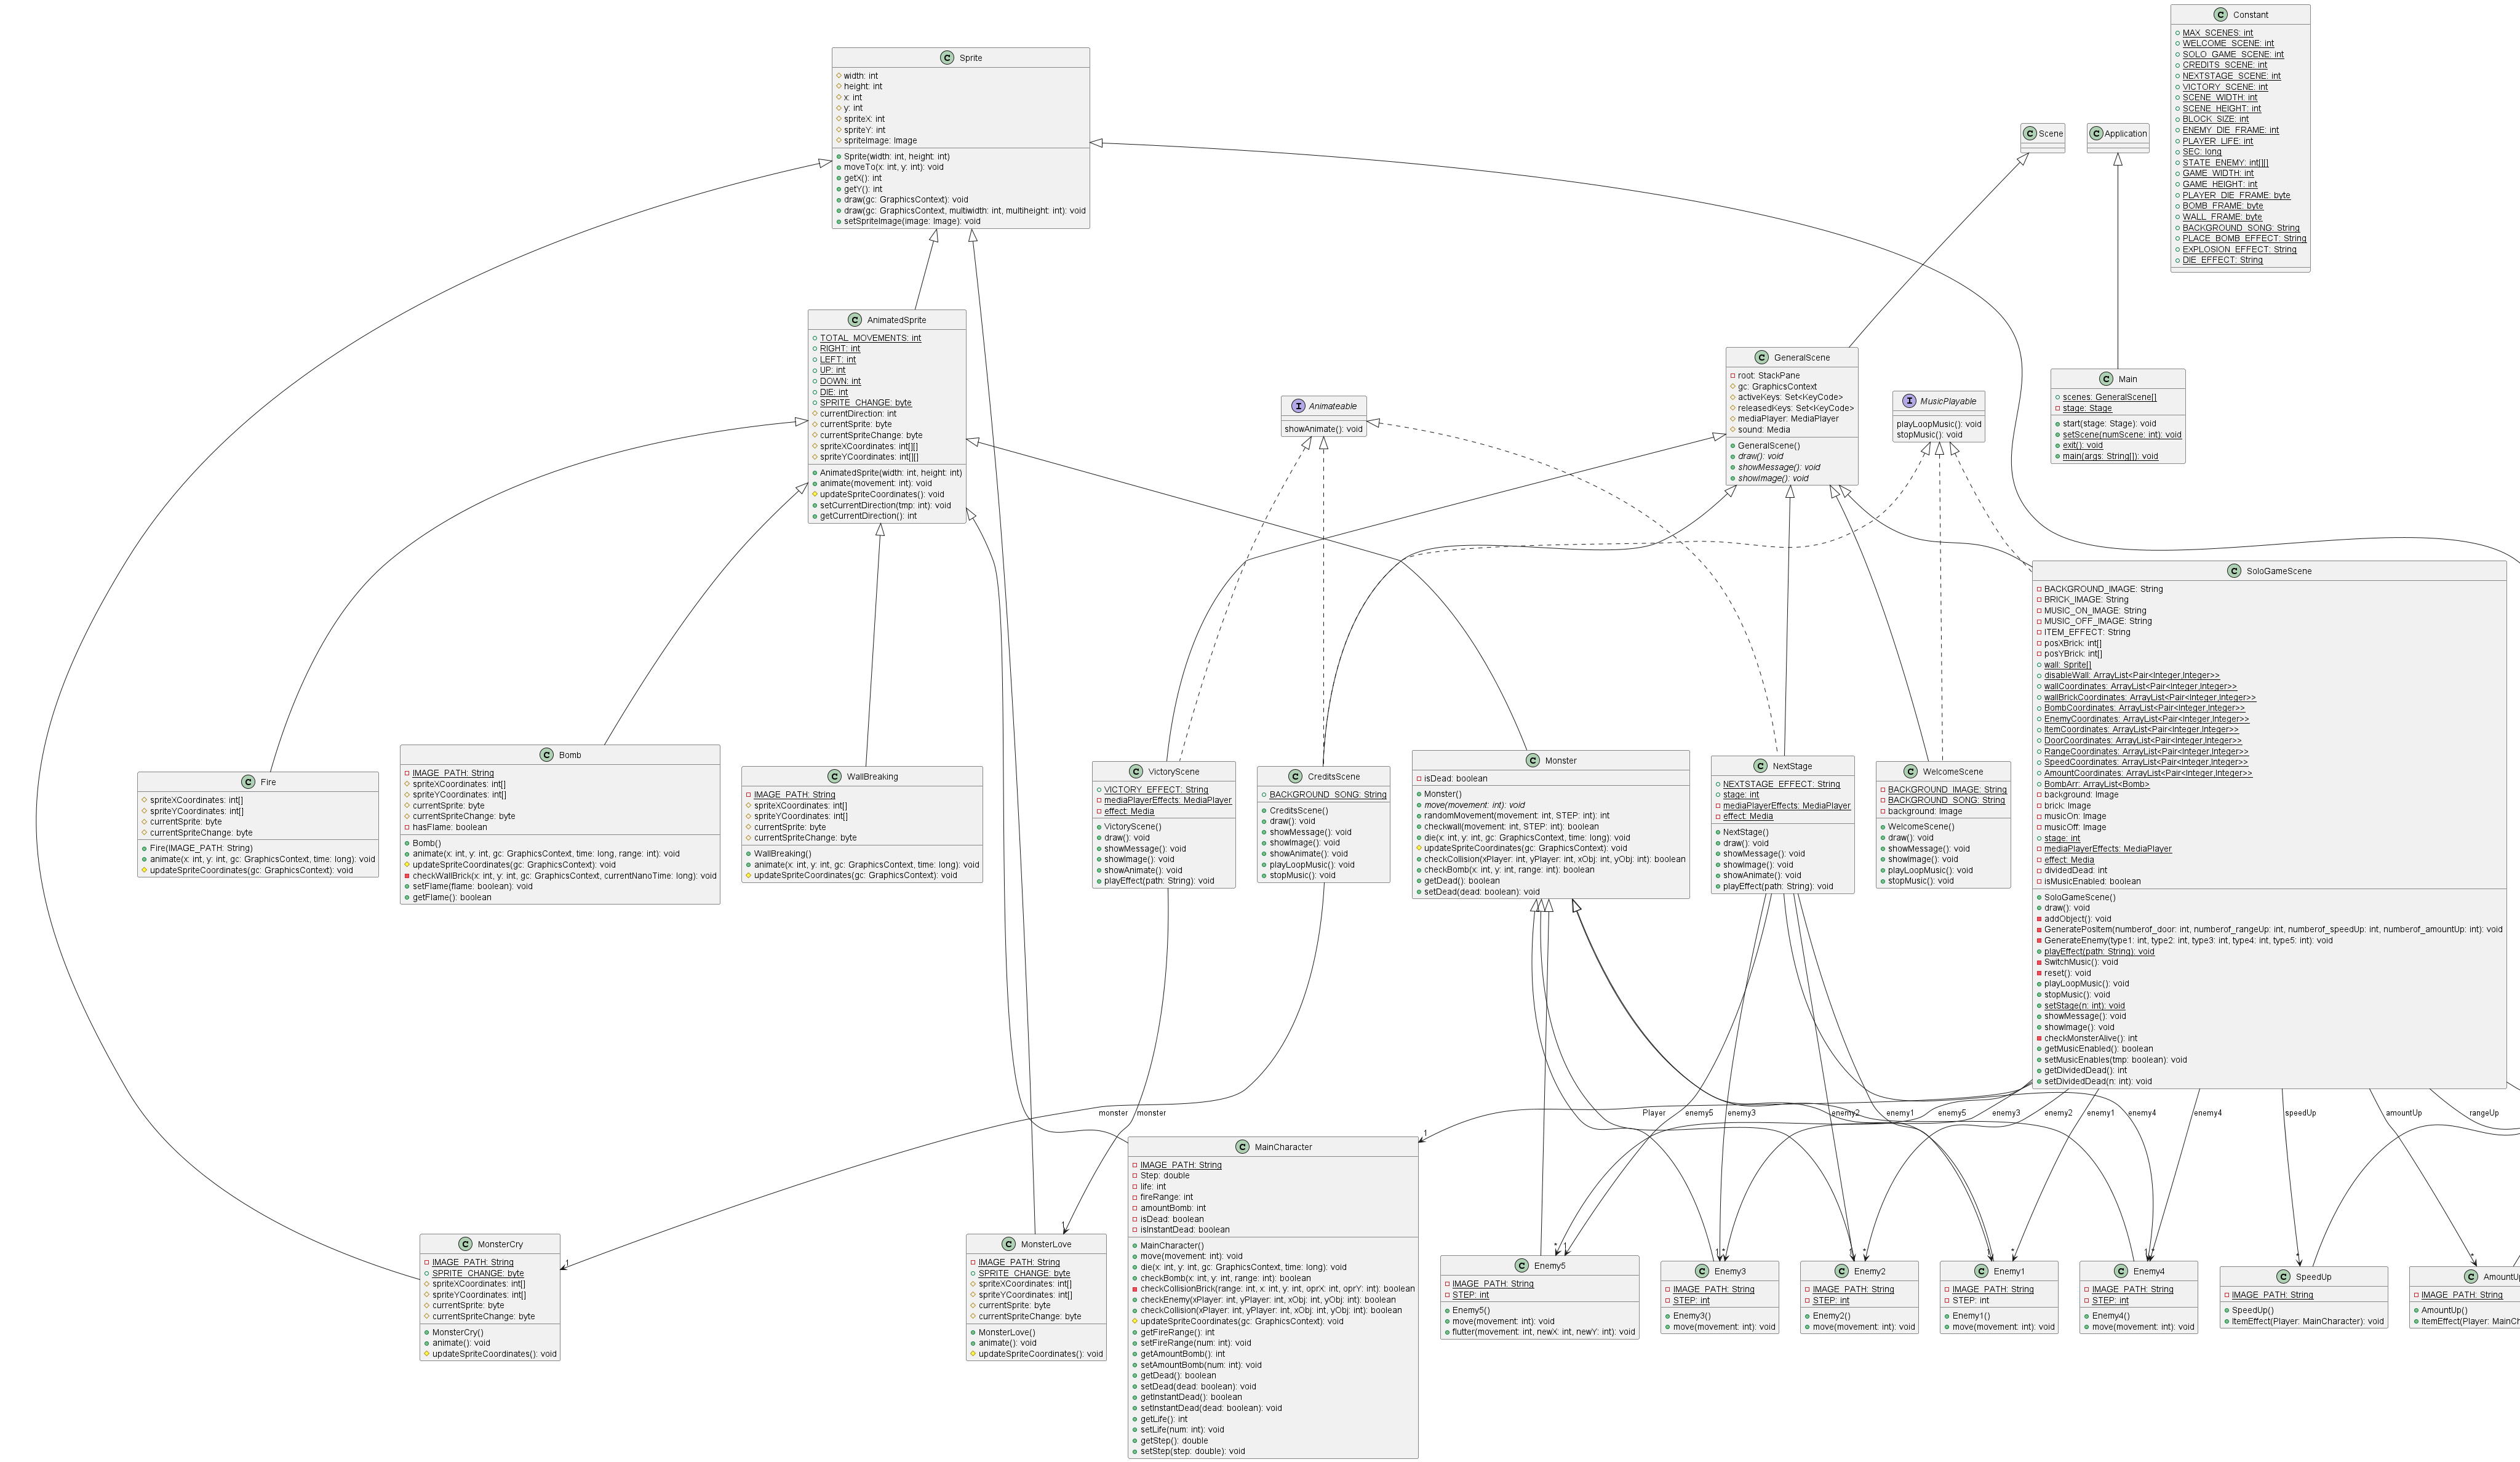 C Constant
MAX_SCENES: int
WELCOME_SCENE: int
SOLO_GAME_SCENE: int
CREDITS_SCENE: int
NEXTSTAGE_SCENE: int
VICTORY_SCENE: int
SCENE_WIDTH: int
SCENE_HEIGHT: int
BLOCK_SIZE: int
ENEMY_DIE_FRAME: int
PLAYER_LIFE: int
SEC: long
STATE_ENEMY: int[][]
GAME_WIDTH: int
GAME_HEIGHT: int
PLAYER_DIE_FRAME: byte
BOMB_FRAME: byte
WALL_FRAME: byte
BACKGROUND_SONG: String
PLACE_BOMB_EFFECT: String
EXPLOSION_EFFECT: String
DIE_EFFECT: String
C Sprite
width: int
height: int
x: int
y: int
spriteX: int
spriteY: int
spriteImage: Image
Sprite(width: int, height: int)
moveTo(x: int, y: int): void
getX(): int
getY(): int
draw(gc: GraphicsContext): void
draw(gc: GraphicsContext, multiwidth: int, multiheight: int): void
setSpriteImage(image: Image): void
C Scene
C Application
C AnimatedSprite
TOTAL_MOVEMENTS: int
RIGHT: int
LEFT: int
UP: int
DOWN: int
DIE: int
SPRITE_CHANGE: byte
currentDirection: int
currentSprite: byte
currentSpriteChange: byte
spriteXCoordinates: int[][]
spriteYCoordinates: int[][]
AnimatedSprite(width: int, height: int)
animate(movement: int): void
updateSpriteCoordinates(): void
setCurrentDirection(tmp: int): void
getCurrentDirection(): int
I Animateable
showAnimate(): void
C GeneralScene
root: StackPane
gc: GraphicsContext
activeKeys: Set<KeyCode>
releasedKeys: Set<KeyCode>
mediaPlayer: MediaPlayer
sound: Media
GeneralScene()
draw(): void
showMessage(): void
showImage(): void
I MusicPlayable
playLoopMusic(): void
stopMusic(): void
C Main
scenes: GeneralScene[]
stage: Stage
start(stage: Stage): void
setScene(numScene: int): void
exit(): void
main(args: String[]): void
C SoloGameScene
BACKGROUND_IMAGE: String
BRICK_IMAGE: String
MUSIC_ON_IMAGE: String
MUSIC_OFF_IMAGE: String
ITEM_EFFECT: String
posXBrick: int[]
posYBrick: int[]
wall: Sprite[]
disableWall: ArrayList<Pair<Integer,Integer>>
wallCoordinates: ArrayList<Pair<Integer,Integer>>
wallBrickCoordinates: ArrayList<Pair<Integer,Integer>>
BombCoordinates: ArrayList<Pair<Integer,Integer>>
EnemyCoordinates: ArrayList<Pair<Integer,Integer>>
ItemCoordinates: ArrayList<Pair<Integer,Integer>>
DoorCoordinates: ArrayList<Pair<Integer,Integer>>
RangeCoordinates: ArrayList<Pair<Integer,Integer>>
SpeedCoordinates: ArrayList<Pair<Integer,Integer>>
AmountCoordinates: ArrayList<Pair<Integer,Integer>>
BombArr: ArrayList<Bomb>
background: Image
brick: Image
musicOn: Image
musicOff: Image
stage: int
mediaPlayerEffects: MediaPlayer
effect: Media
dividedDead: int
isMusicEnabled: boolean
SoloGameScene()
draw(): void
addObject(): void
GeneratePosItem(numberof_door: int, numberof_rangeUp: int, numberof_speedUp: int, numberof_amountUp: int): void
GenerateEnemy(type1: int, type2: int, type3: int, type4: int, type5: int): void
playEffect(path: String): void
SwitchMusic(): void
reset(): void
playLoopMusic(): void
stopMusic(): void
setStage(n: int): void
showMessage(): void
showImage(): void
checkMonsterAlive(): int
getMusicEnabled(): boolean
setMusicEnables(tmp: boolean): void
getDividedDead(): int
setDividedDead(n: int): void
C Fire
spriteXCoordinates: int[]
spriteYCoordinates: int[]
currentSprite: byte
currentSpriteChange: byte
Fire(IMAGE_PATH: String)
animate(x: int, y: int, gc: GraphicsContext, time: long): void
updateSpriteCoordinates(gc: GraphicsContext): void
C Bomb
IMAGE_PATH: String
spriteXCoordinates: int[]
spriteYCoordinates: int[]
currentSprite: byte
currentSpriteChange: byte
hasFlame: boolean
Bomb()
animate(x: int, y: int, gc: GraphicsContext, time: long, range: int): void
updateSpriteCoordinates(gc: GraphicsContext): void
checkWallBrick(x: int, y: int, gc: GraphicsContext, currentNanoTime: long): void
setFlame(flame: boolean): void
getFlame(): boolean
C WallBreaking
IMAGE_PATH: String
spriteXCoordinates: int[]
spriteYCoordinates: int[]
currentSprite: byte
currentSpriteChange: byte
WallBreaking()
animate(x: int, y: int, gc: GraphicsContext, time: long): void
updateSpriteCoordinates(gc: GraphicsContext): void
C VictoryScene
VICTORY_EFFECT: String
mediaPlayerEffects: MediaPlayer
effect: Media
VictoryScene()
draw(): void
showMessage(): void
showImage(): void
showAnimate(): void
playEffect(path: String): void
C CreditsScene
BACKGROUND_SONG: String
CreditsScene()
draw(): void
showMessage(): void
showImage(): void
showAnimate(): void
playLoopMusic(): void
stopMusic(): void
C Monster
isDead: boolean
Monster()
move(movement: int): void
randomMovement(movement: int, STEP: int): int
checkwall(movement: int, STEP: int): boolean
die(x: int, y: int, gc: GraphicsContext, time: long): void
updateSpriteCoordinates(gc: GraphicsContext): void
checkCollision(xPlayer: int, yPlayer: int, xObj: int, yObj: int): boolean
checkBomb(x: int, y: int, range: int): boolean
getDead(): boolean
setDead(dead: boolean): void
C NextStage
NEXTSTAGE_EFFECT: String
stage: int
mediaPlayerEffects: MediaPlayer
effect: Media
NextStage()
draw(): void
showMessage(): void
showImage(): void
showAnimate(): void
playEffect(path: String): void
C WelcomeScene
BACKGROUND_IMAGE: String
BACKGROUND_SONG: String
background: Image
WelcomeScene()
draw(): void
showMessage(): void
showImage(): void
playLoopMusic(): void
stopMusic(): void
monster
monster
Player
enemy5
enemy3
enemy2
enemy1
enemy5
enemy3
enemy2
enemy1
enemy4
enemy4
speedUp
amountUp
rangeUp
1
1
1
*
1
1
*
1
*
1
*
1
*
*
*
C MonsterCry
IMAGE_PATH: String
SPRITE_CHANGE: byte
spriteXCoordinates: int[]
spriteYCoordinates: int[]
currentSprite: byte
currentSpriteChange: byte
MonsterCry()
animate(): void
updateSpriteCoordinates(): void
C MonsterLove
IMAGE_PATH: String
SPRITE_CHANGE: byte
spriteXCoordinates: int[]
spriteYCoordinates: int[]
currentSprite: byte
currentSpriteChange: byte
MonsterLove()
animate(): void
updateSpriteCoordinates(): void
C MainCharacter
IMAGE_PATH: String
Step: double
life: int
fireRange: int
amountBomb: int
isDead: boolean
isInstantDead: boolean
MainCharacter()
move(movement: int): void
die(x: int, y: int, gc: GraphicsContext, time: long): void
checkBomb(x: int, y: int, range: int): boolean
checkCollisionBrick(range: int, x: int, y: int, oprX: int, oprY: int): boolean
checkEnemy(xPlayer: int, yPlayer: int, xObj: int, yObj: int): boolean
checkCollision(xPlayer: int, yPlayer: int, xObj: int, yObj: int): boolean
updateSpriteCoordinates(gc: GraphicsContext): void
getFireRange(): int
setFireRange(num: int): void
getAmountBomb(): int
setAmountBomb(num: int): void
getDead(): boolean
setDead(dead: boolean): void
getInstantDead(): boolean
setInstantDead(dead: boolean): void
getLife(): int
setLife(num: int): void
getStep(): double
setStep(step: double): void
C Enemy5
IMAGE_PATH: String
STEP: int
Enemy5()
move(movement: int): void
flutter(movement: int, newX: int, newY: int): void
C Enemy3
IMAGE_PATH: String
STEP: int
Enemy3()
move(movement: int): void
C Enemy2
IMAGE_PATH: String
STEP: int
Enemy2()
move(movement: int): void
C Enemy1
IMAGE_PATH: String
STEP: int
Enemy1()
move(movement: int): void
C Enemy4
IMAGE_PATH: String
STEP: int
Enemy4()
move(movement: int): void
C SpeedUp
IMAGE_PATH: String
SpeedUp()
ItemEffect(Player: MainCharacter): void
C AmountUp
IMAGE_PATH: String
AmountUp()
ItemEffect(Player: MainCh